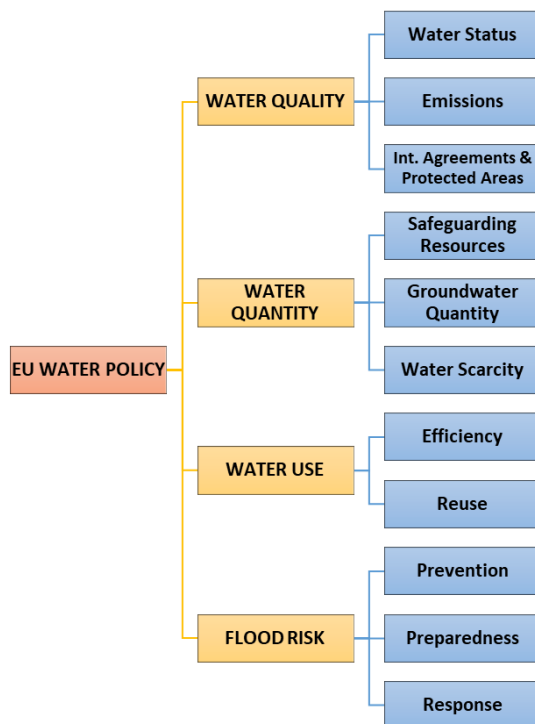 Water Status
WATER QUALITY
Emissions
Int. Agreements &
Protected Areas
Safeguarding
Resources
WATER
QUANTITY
Groundwater
Quantity
EU WATER POLICY
Water Scarcity
Efficiency
WATER USE
Reuse
Prevention
FLOOD RISK
Preparedness
Response